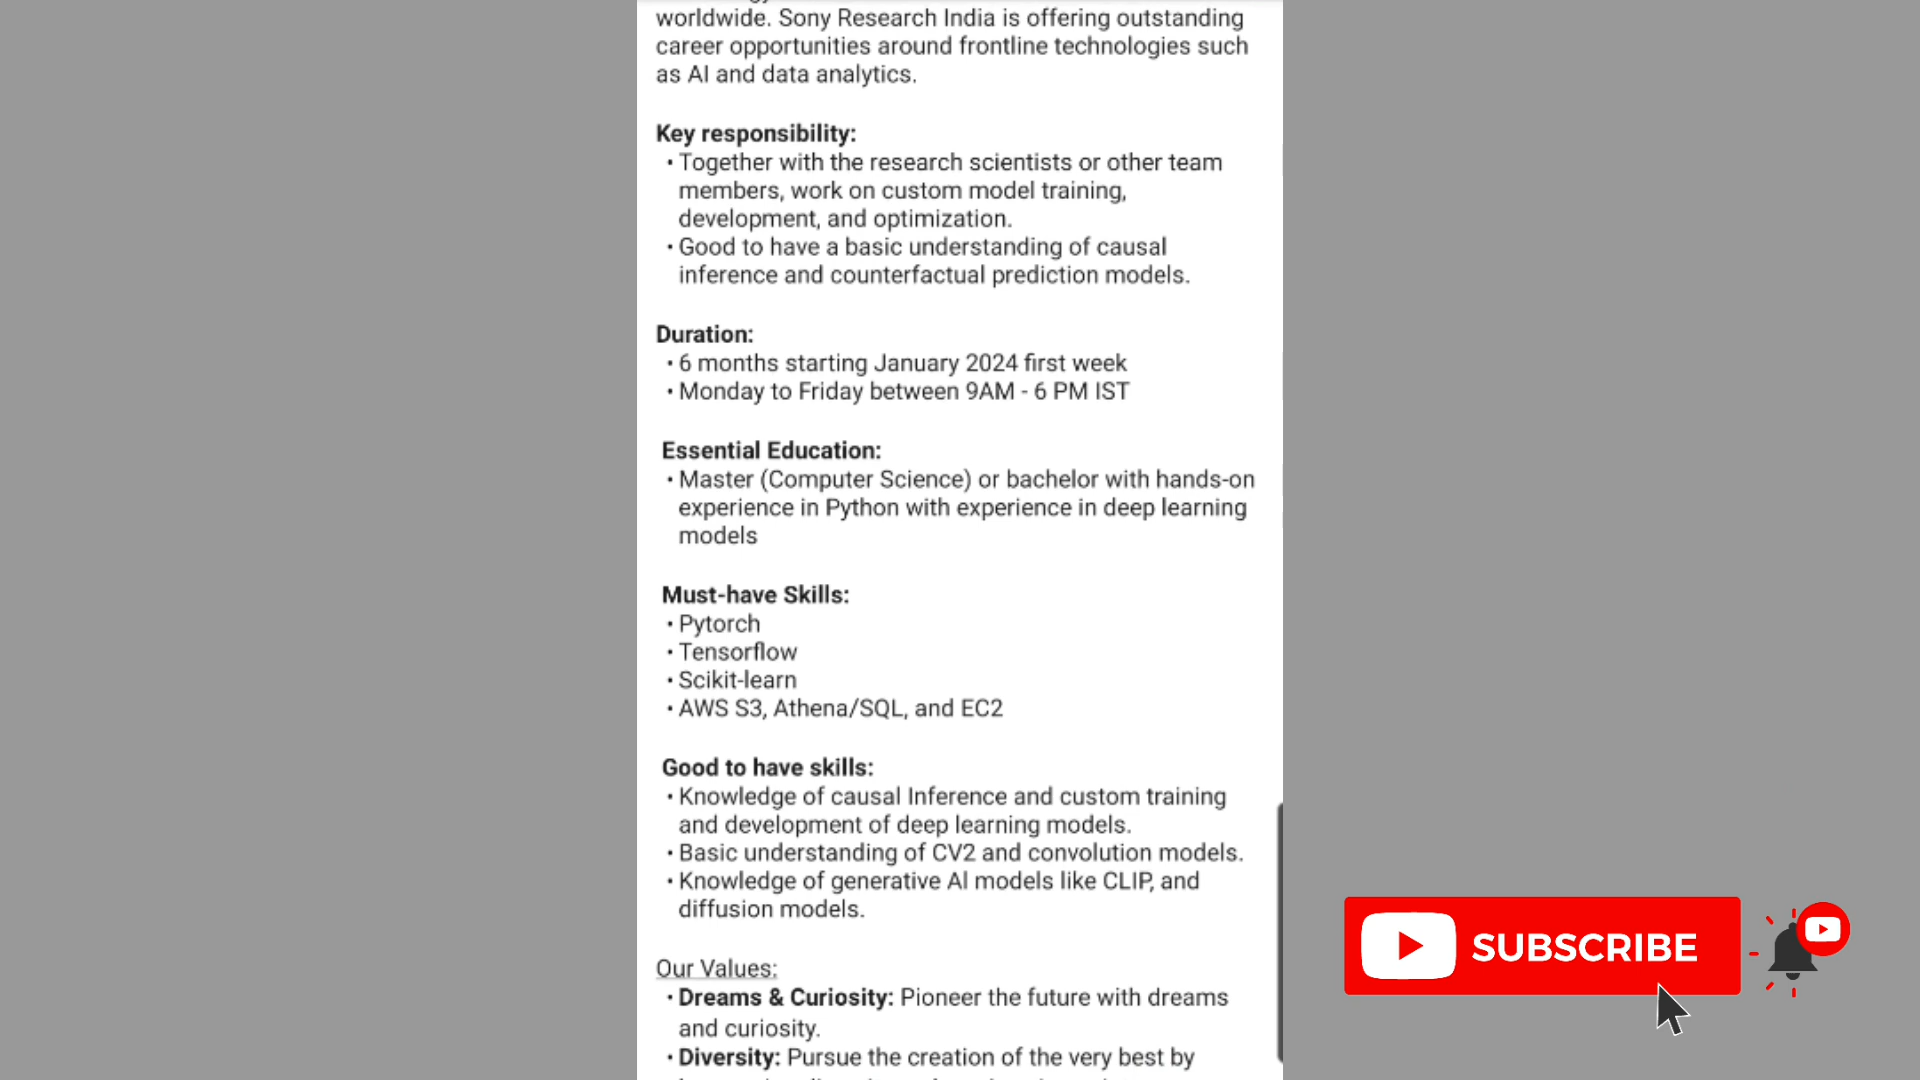 worldwide. Sony Research India is offering outstanding
career opportunities around frontline technologies such
as AI and data analytics.
Key responsibility:
• Together with the research scientists or other team
members, work on custom model training,
development, and optimization.
• Good to have a basic understanding of causal
inference and counterfactual prediction models.
Duration:
• 6 months starting January 2024 first week
• Monday to Friday between 9AM - 6 PM IST
Essential Education:
• Master (Computer Science) or bachelor with hands-on
experience in Python with experience in deep learning
models
Must-have Skills:
• Pytorch
• Tensorflow
• Scikit-learn
• AWS S3, Athena/SQL, and EC2
Good to have skills:
• Knowledge of causal Inference and custom training
and development of deep learning models.
• Basic understanding of CV2 and convolution models.
• Knowledge of generative AI models like CLIP, and
diffusion models.
Our Values:
• Dreams & Curiosity: Pioneer the future with dreams
and curiosity.
• Diversity: Pursue the creation of the very best by
SUBSCRIBE